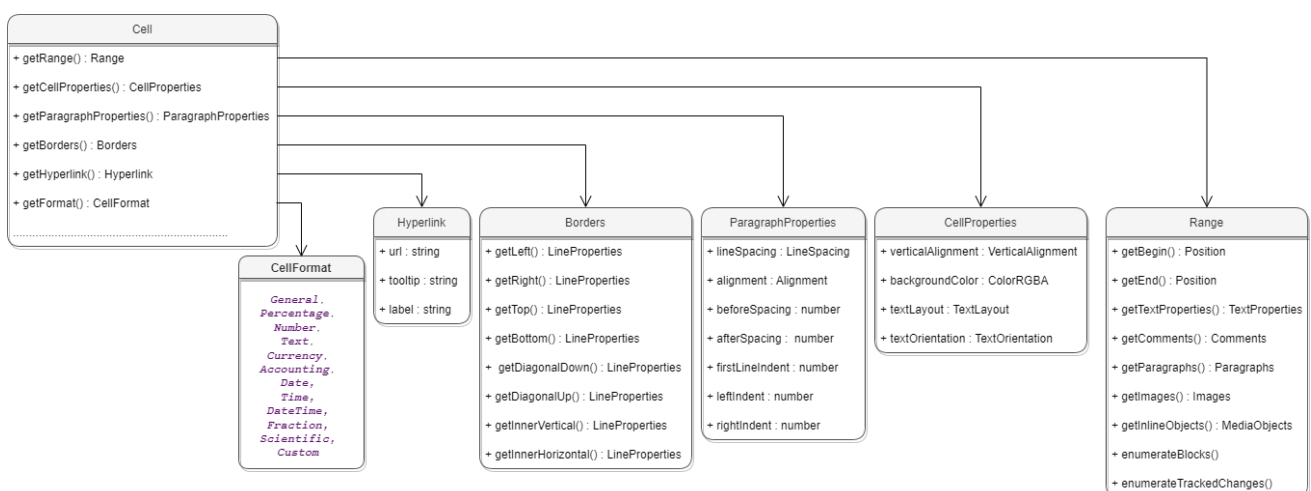 Cell
+ getRange() : Range
+ getCellProperties() : CellProperties
+ getParagraphProperties() : ParagraphProperties
+ getBorders() : Borders
+ getHyperlink() : Hyperlink
+ getFormat() : CellFormat
................................................................................
CellFormat
General,
Percentage,
Number,
Text,
Currency,
Accounting,
Date,
Time,
DateTime,
Fraction,
Scientific,
Custom
Hyperlink
+ url : string
+ tooltip : string
+ label : string
Borders
+ getLeft() : LineProperties
+ getRight() : LineProperties
+ getTop() : LineProperties
+ getBottom() : LineProperties
+ getDiagonalDown() : LineProperties
+ getDiagonalUp() : LineProperties
+ getInnerVertical() : LineProperties
+ getInnerHorizontal() : LineProperties
ParagraphProperties
+ lineSpacing : LineSpacing
+ alignment : Alignment
+ beforeSpacing : number
+ afterSpacing : number
+ firstLineIndent : number
+ leftIndent : number
+ rightIndent : number
CellProperties
+ verticalAlignment : VerticalAlignment
+ backgroundColor : ColorRGBA
+ textLayout : TextLayout
+ textOrientation : TextOrientation
Range
+ getBegin() : Position
+ getEnd() : Position
+ getTextProperties() : TextProperties
+ getComments() : Comments
+ getParagraphs() : Paragraphs
+ getImages() : Images
+ getInlineObjects() : MediaObjects
+ enumerateBlocks()
+ enumerateTrackedChanges()